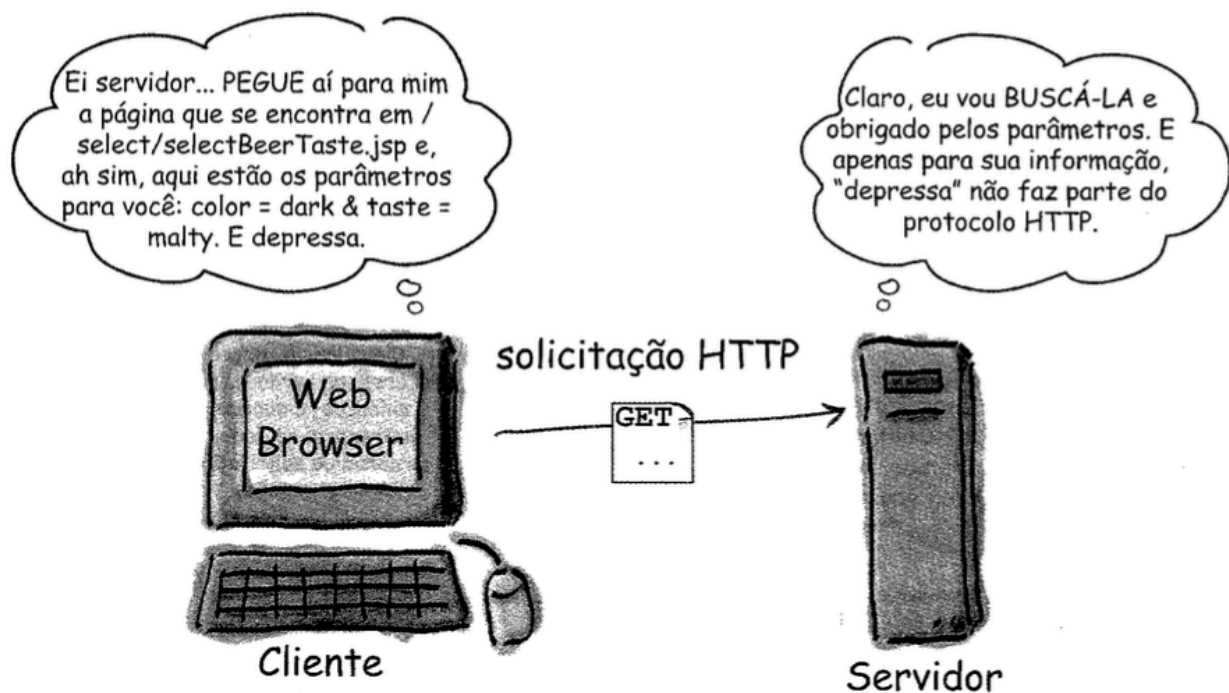 Ei servidor... PEGUE aí para mim
a página que se encontra em /
select/selectBeerTaste.jsp e,
ah sim, aqui estão os parâmetros
para você: color = dark & taste =
malty. E depressa.
Claro, eu vou BUSCÁ-LA e
obrigado pelos parâmetros. E
apenas para sua informação,
"depressa" não faz parte do
protocolo HTTP.
solicitação HTTP
Web
Browser
GET
...
Cliente
Servidor